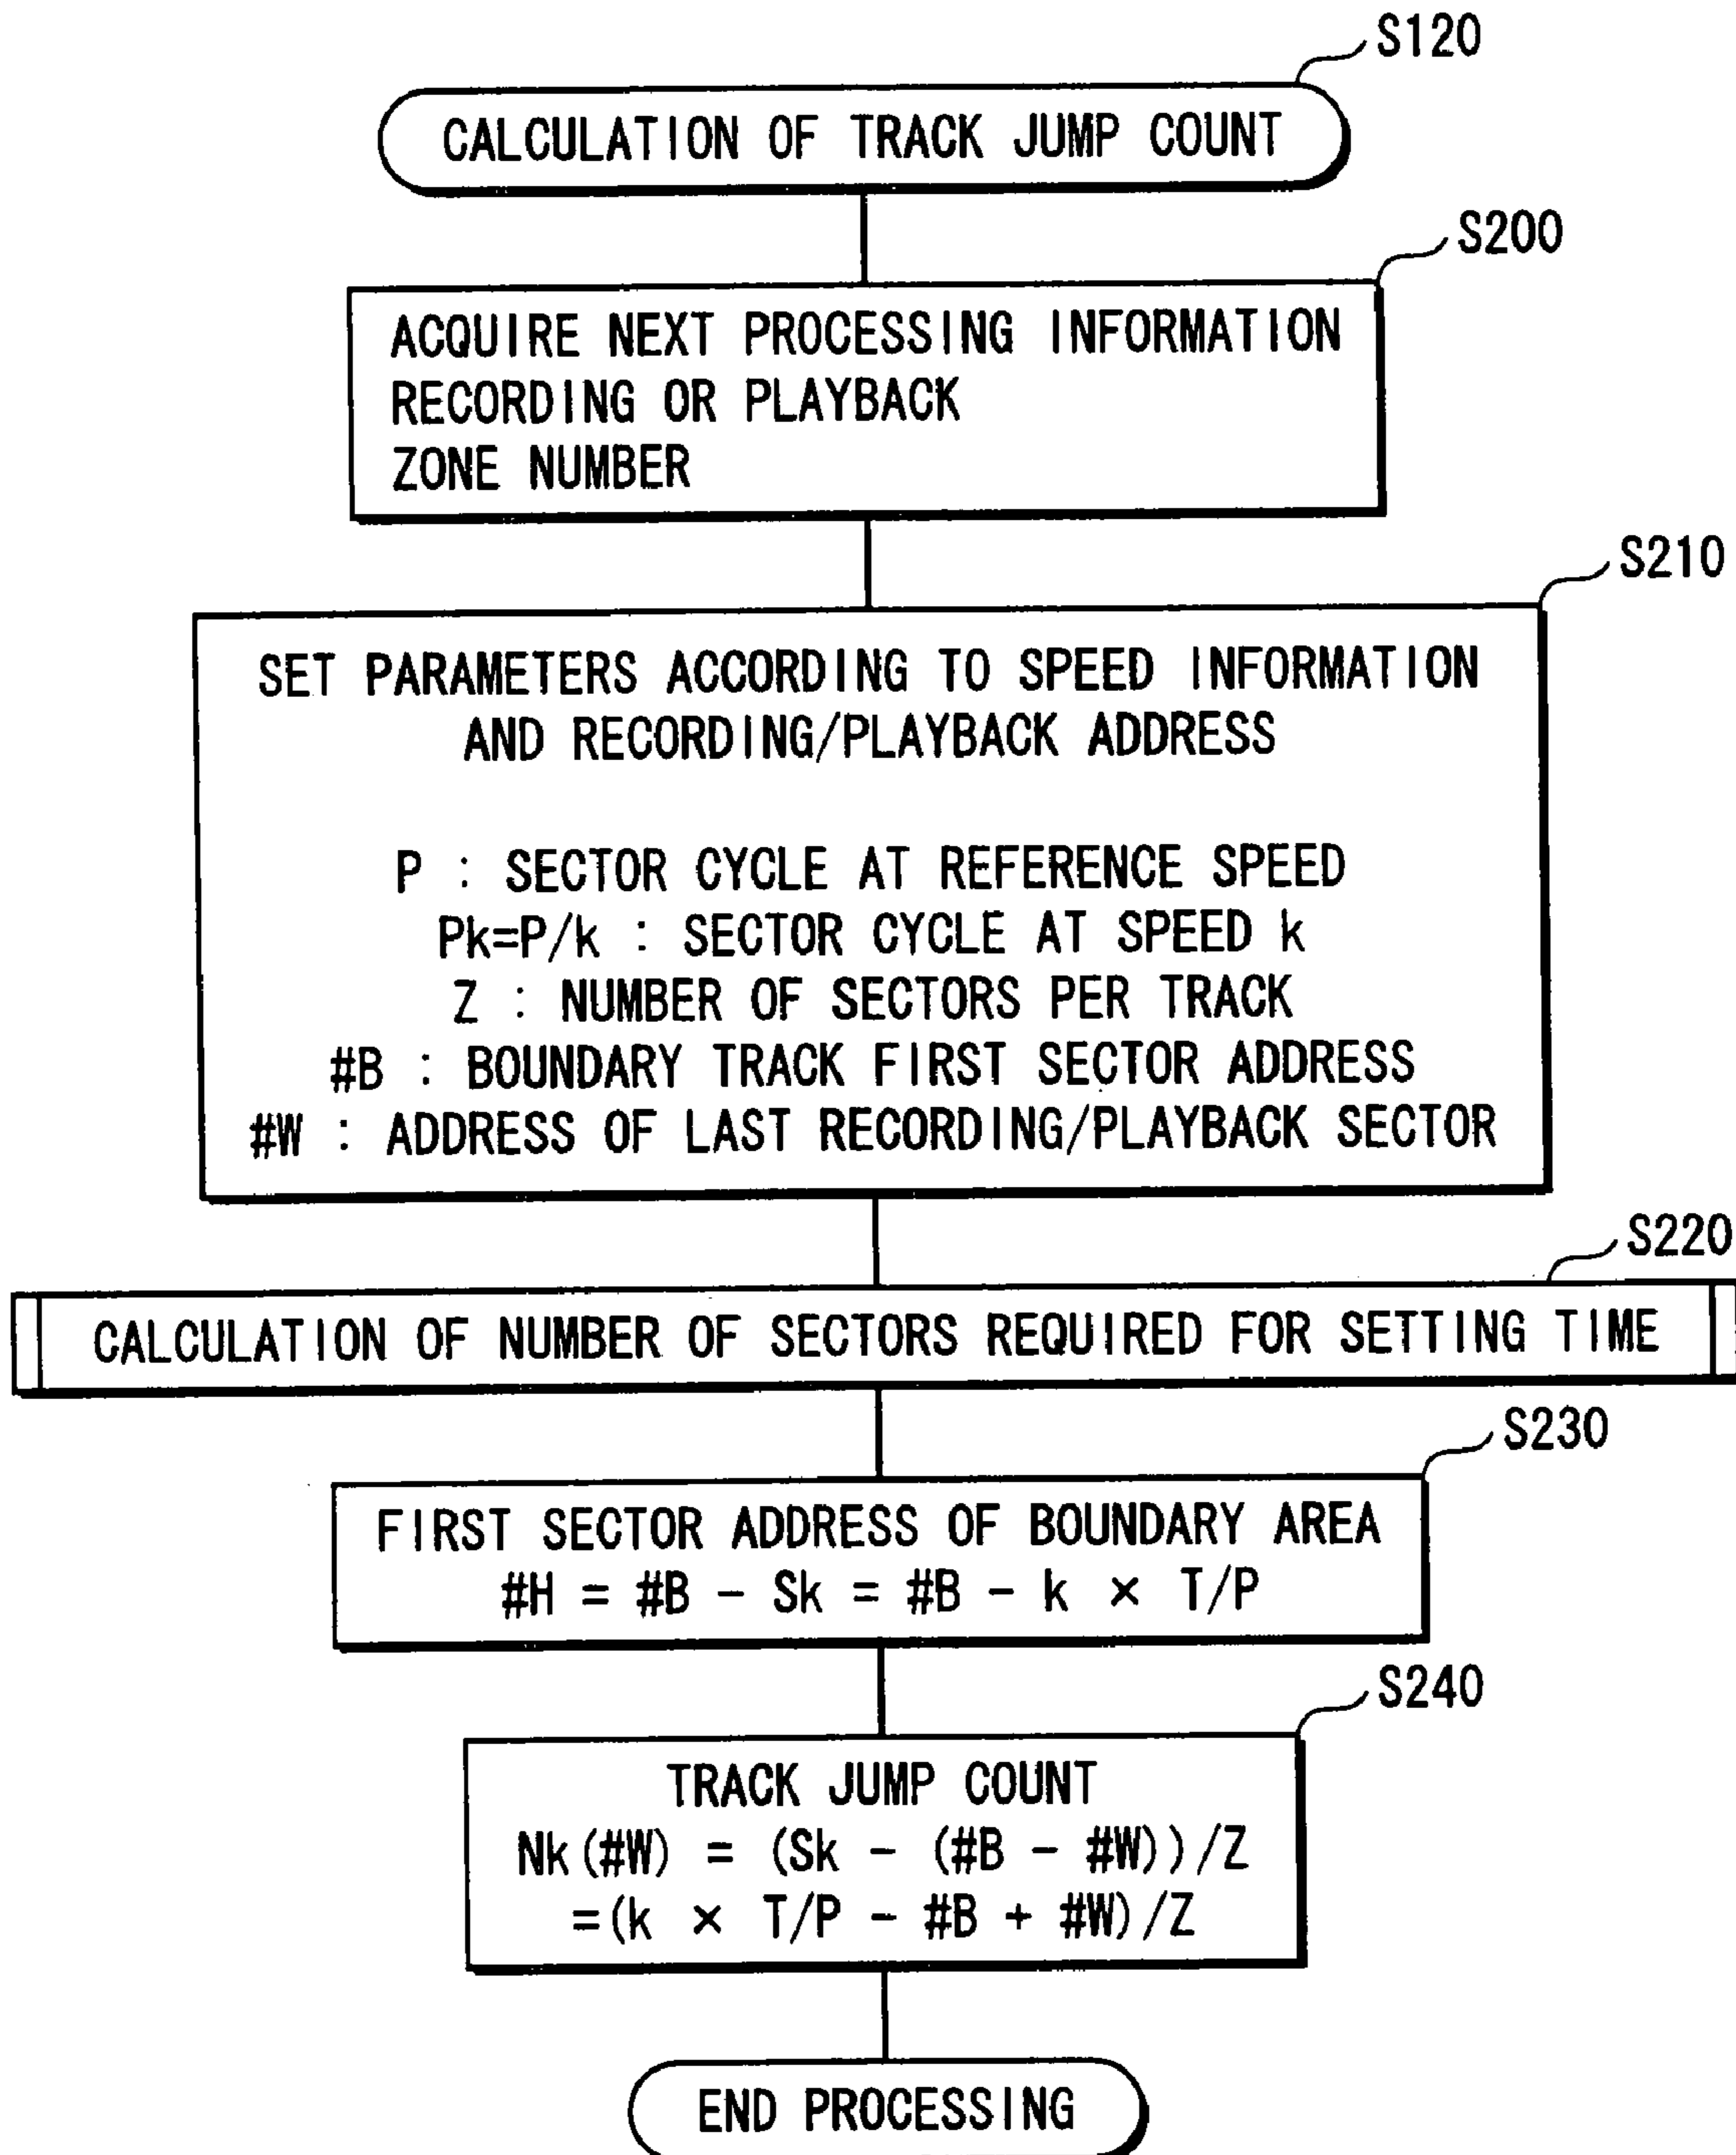 S120
CALCULATION OF TRACK JUMP COUNT
S200
ACQUIRE NEXT PROCESSING INFORMATION
RECORDING OR PLAYBACK
ZONE NUMBER
S210
SET PARAMETERS ACCORDING TO SPEED INFORMATION
AND RECORDING/PLAYBACK ADDRESS
P : SECTOR CYCLE AT REFERENCE SPEED
Pk=P/k : SECTOR CYCLE AT SPEED k
Z : NUMBER OF SECTORS PER TRACK
#B : BOUNDARY TRACK FIRST SECTOR ADDRESS
#W : ADDRESS OF LAST RECORDING/PLAYBACK SECTOR
S220
CALCULATION OF NUMBER OF SECTORS REQUIRED FOR SETTING TIME
S230
FIRST SECTOR ADDRESS OF BOUNDARY AREA
#H = #B - Sk = #B - k × T/P
S240
TRACK JUMP COUNT
Nk(#W) = (Sk - (#B - #W))/Z
=(k × T/P - #B + #W)/Z
END PROCESSING